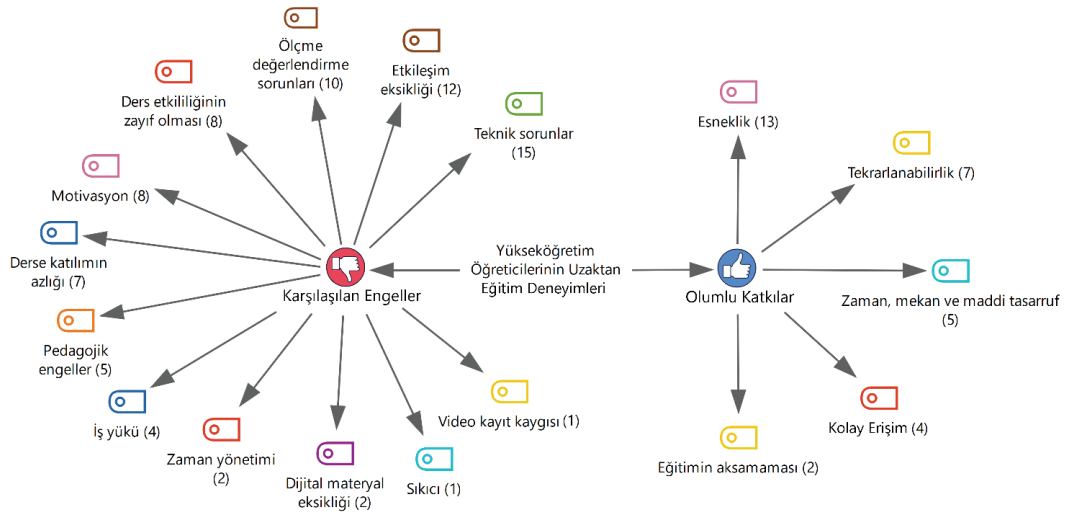 Ölçme
değerlendirme
sorunları (10)
Etkileşim
eksikliği (12)
Ders etkililiğinin
zayıf olması (8)
Teknik sorunlar
(15)
Motivasyon (8)
Derse katılımın
azlığı (7)
Karşılaşılan Engeller
Pedagojik
engeller (5)
İş yükü (4)
Zaman yönetimi
(2)
Dijital materyal
eksikliği (2)
Sıkıcı (1)
Video kayıt kaygısı (1)
Yükseköğretim
Öğreticilerinin Uzaktan
Eğitim Deneyimleri
Esneklik (13)
Tekrarlanabilirlik (7)
Olumlu Katkılar
Zaman, mekan ve maddi tasarruf
(5)
Kolay Erişim (4)
Eğitimin aksamaması (2)